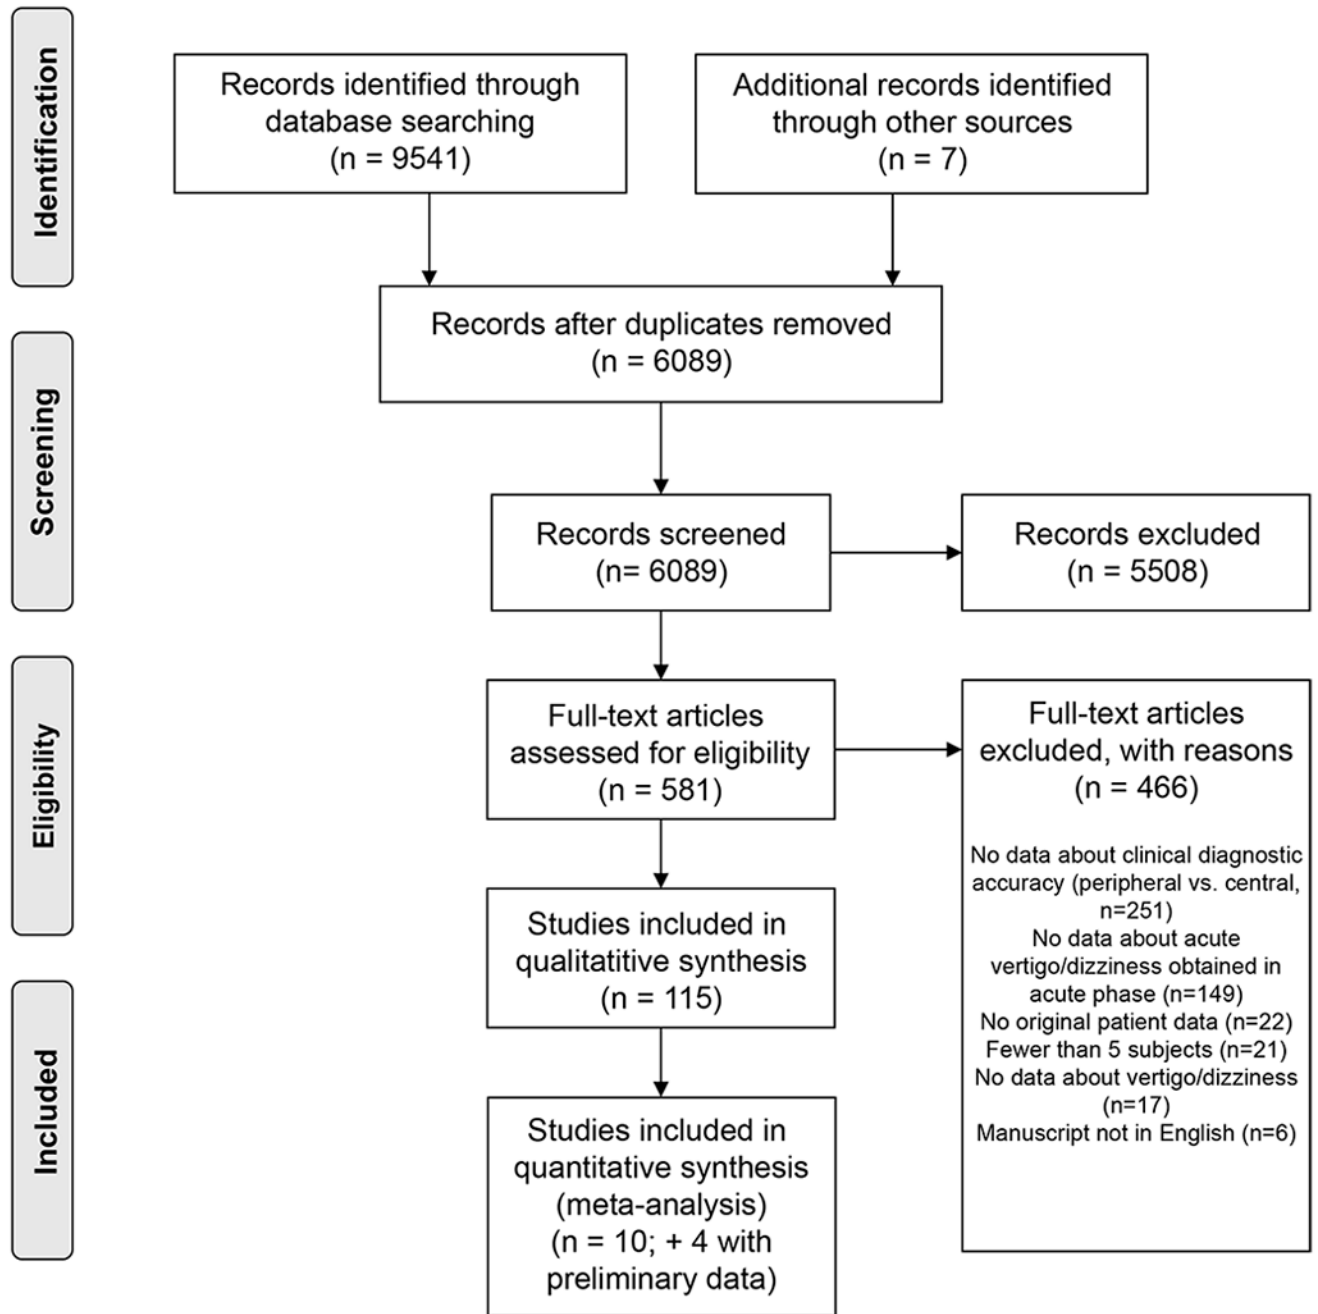 Identification
Records identified through
database searching
(n = 9541)
Additional records identified
through other sources
(n = 7)
Records after duplicates removed
(n = 6089)
Screening
Records screened
(n= 6089)
Records excluded
(n = 5508)
Eligibility
Full-text articles
assessed for eligibility
(n = 581)
Full-text articles
excluded, with reasons
(n = 466)
No data about clinical diagnostic
accuracy (peripheral vs. central,
n=251)
No data about acute
vertigo/dizziness obtained in
acute phase (n=149)
No original patient data (n=22)
Fewer than 5 subjects (n=21)
No data about vertigo/dizziness
(n=17)
Manuscript not in English (n=6)
Studies included in
qualitatitive synthesis
(n = 115)
Included
Studies included in
quantitative synthesis
(meta-analysis)
(n = 10; + 4 with
preliminary data)